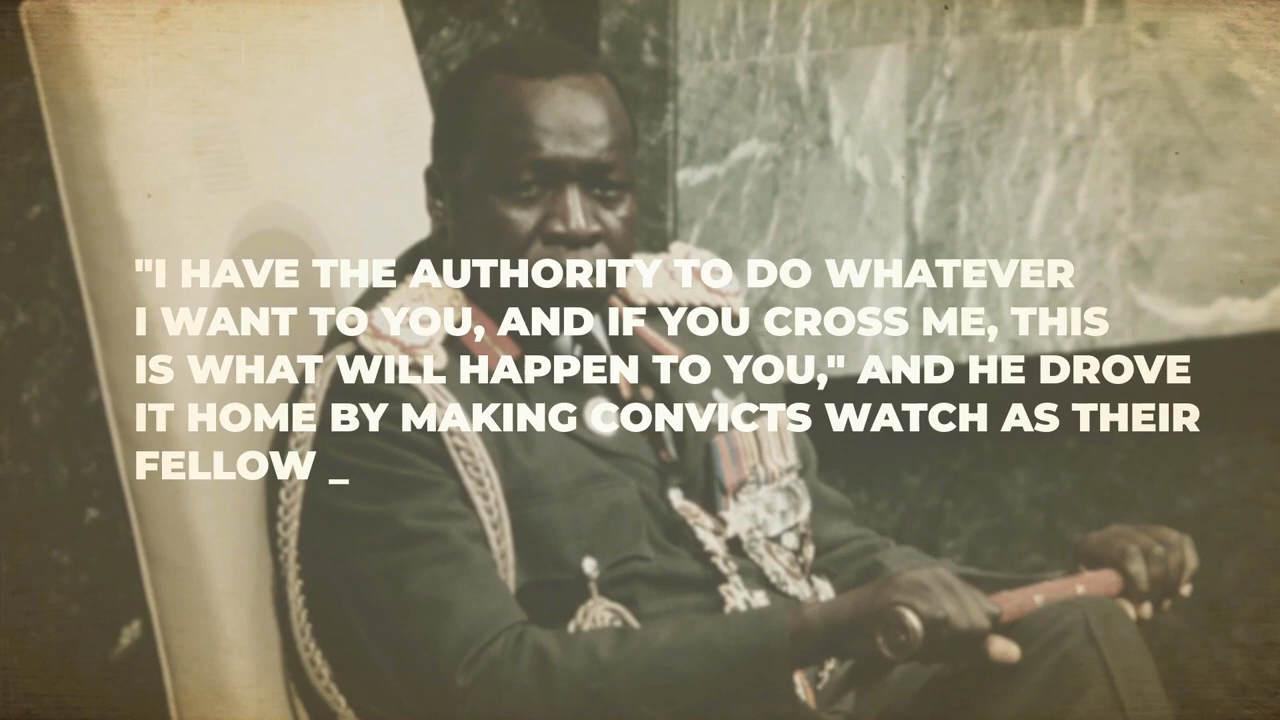 "I HAVE THE AUTHORITY TO DO WHATEVER
I WANT TO YOU, AND IF YOU CROSS ME, THIS
IS WHAT WILL HAPPEN TO YOU," AND HE DROVE
IT HOME BY MAKING CONVICTS WATCH AS THEIR
FELLOW _